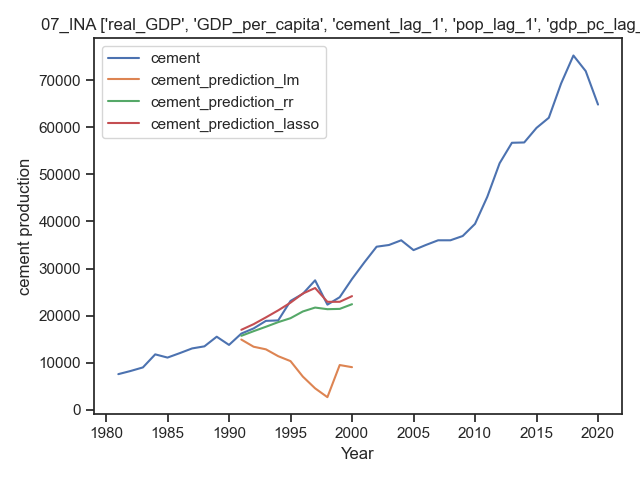 07_INA ['real_GDP', 'GDP_per_capita', 'cement_lag_1', 'pop_lag_1', 'gdp_pc_lag_
cement
cement_prediction_lm
cement_prediction_rr
cement_prediction_lasso
cement production
70000
60000
50000
40000
30000
20000
10000
0
1980 1985 1990 1995 2000 2005 2010 2015 2020
Year